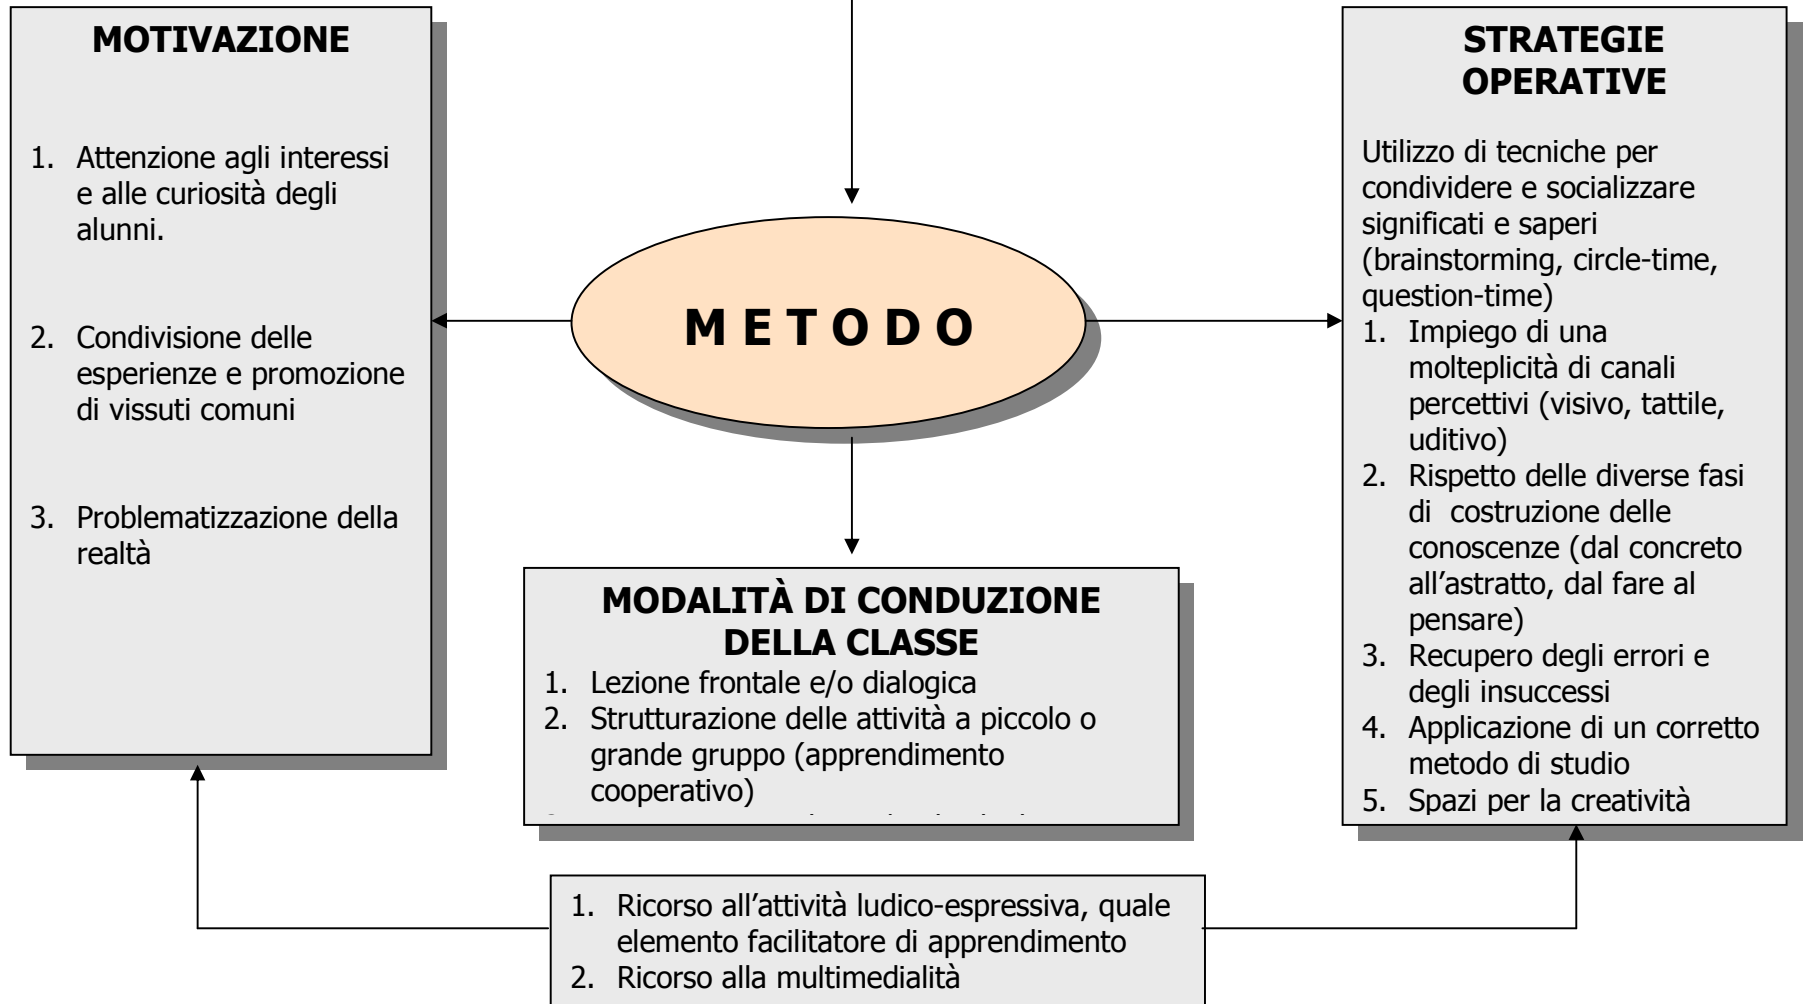 MOTIVAZIONE
1. Attenzione agli interessi
e alle curiosità degli
alunni.
2. Condivisione delle
esperienze e promozione
di vissuti comuni
3. Problematizzazione della
realtà
M E T O D O
STRATEGIE
OPERATIVE
Utilizzo di tecniche per
condividere e socializzare
significati e saperi
(brainstorming, circle-time,
question-time)
1. Impiego di una
molteplicità di canali
percettivi (visivo, tattile,
uditivo)
2. Rispetto delle diverse fasi
di costruzione delle
conoscenze (dal concreto
all’astratto, dal fare al
pensare)
3. Recupero degli errori e
degli insuccessi
4. Applicazione di un corretto
metodo di studio
5. Spazi per la creatività
MODALITÀ DI CONDUZIONE
DELLA CLASSE
1. Lezione frontale e/o dialogica
2. Strutturazione delle attività a piccolo o
grande gruppo (apprendimento
cooperativo)
1. Ricorso all’attività ludico-espressiva, quale
elemento facilitatore di apprendimento
2. Ricorso alla multimedialità